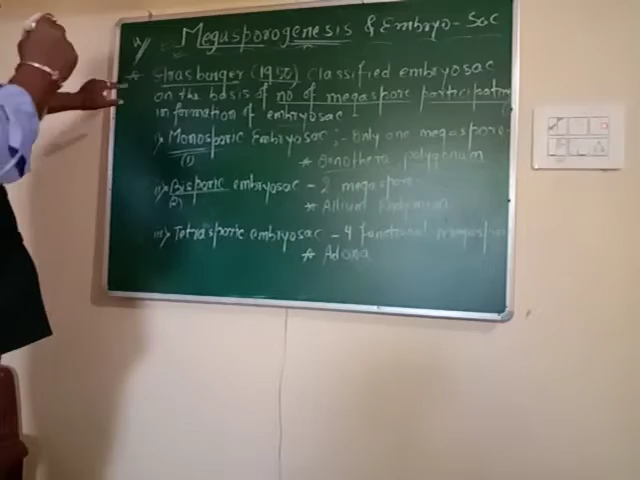 Megasporogenesis & Embryo-Sac
* Strasburger (1950) Classified embryosac
on the basis of no of megaspore participating
in formation of embryosac
i) Monosporic Embryosac :- Only one megaspore
(1) * Oenothera, polygonum
ii) Bisporic embryosac - 2 megaspore
(2) * Allium
iii) Tetrasporic embryosac - 4 functional megaspore
* Adoxa